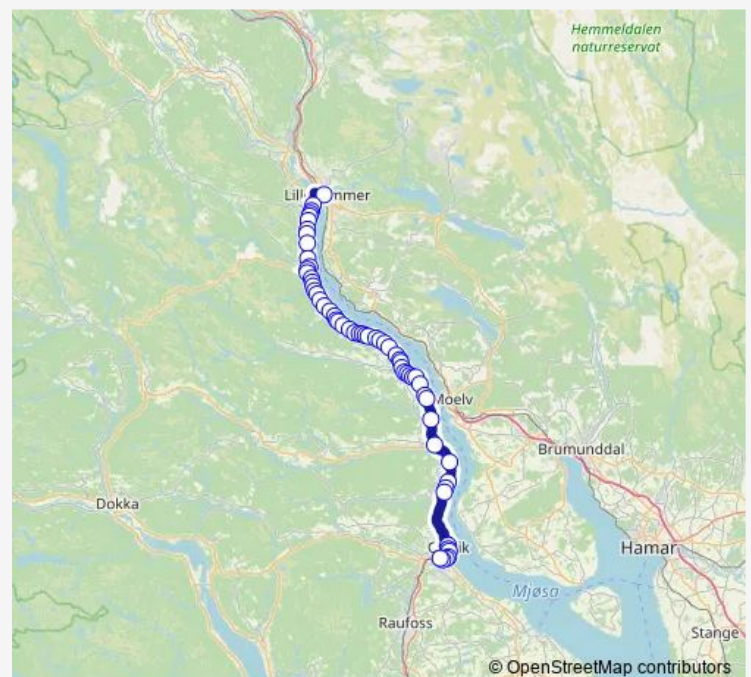 Hemmeldalen
naturreservat
Moelv
Brumunddal
Dokka
Hamar
Mjøsa
Raufoss
Stange
© OpenStreetMap contributors